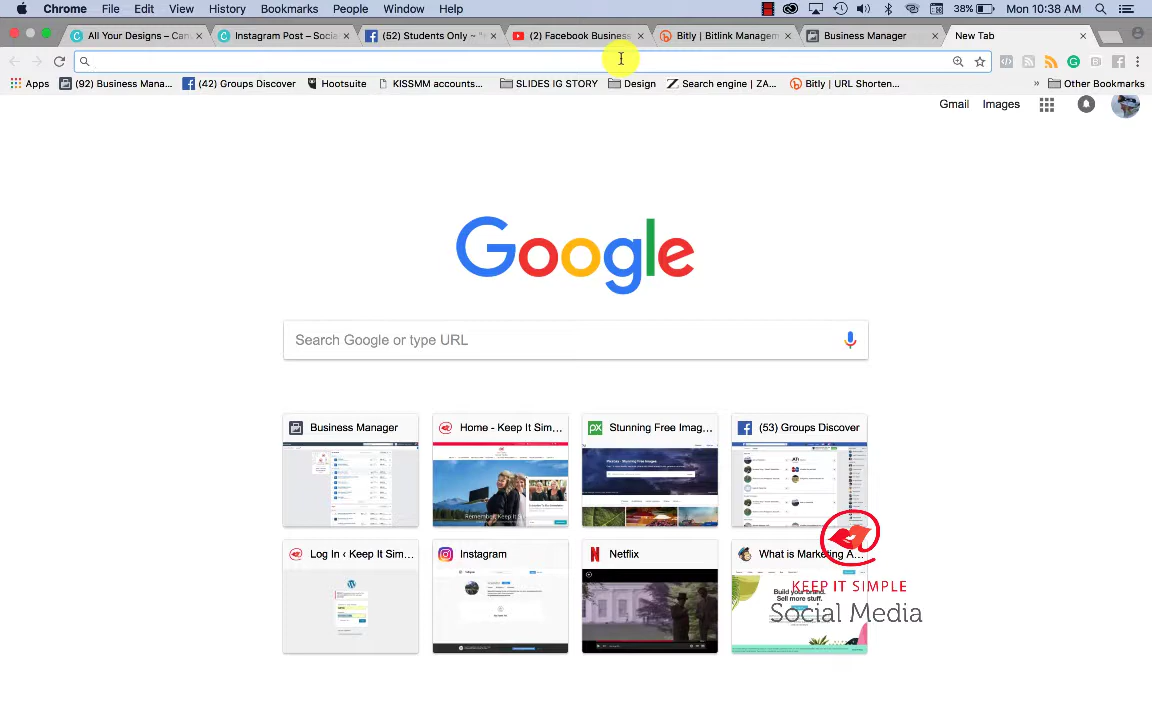 Chrome File Edit View History Bookmarks People Window Help 38% Mon 10:38 AM
All Your Designs – Can Instagram Post – Social (52) Students Only ~ (2) Facebook Business Bitly | Bitlink Managem Business Manager New Tab
Apps (92) Business Mana... (42) Groups Discover Hootsuite KISSMM accounts... SLIDES IG STORY Design Search engine | ZA... Bitly | URL Shorten... » Other Bookmarks
Gmail Images
Google
Search Google or type URL
Business Manager Home - Keep It Sim... Stunning Free Imag... (53) Groups Discover
Log In ‹ Keep It Sim... Instagram Netflix What is Marketing A...
KEEP IT SIMPLE
Social Media